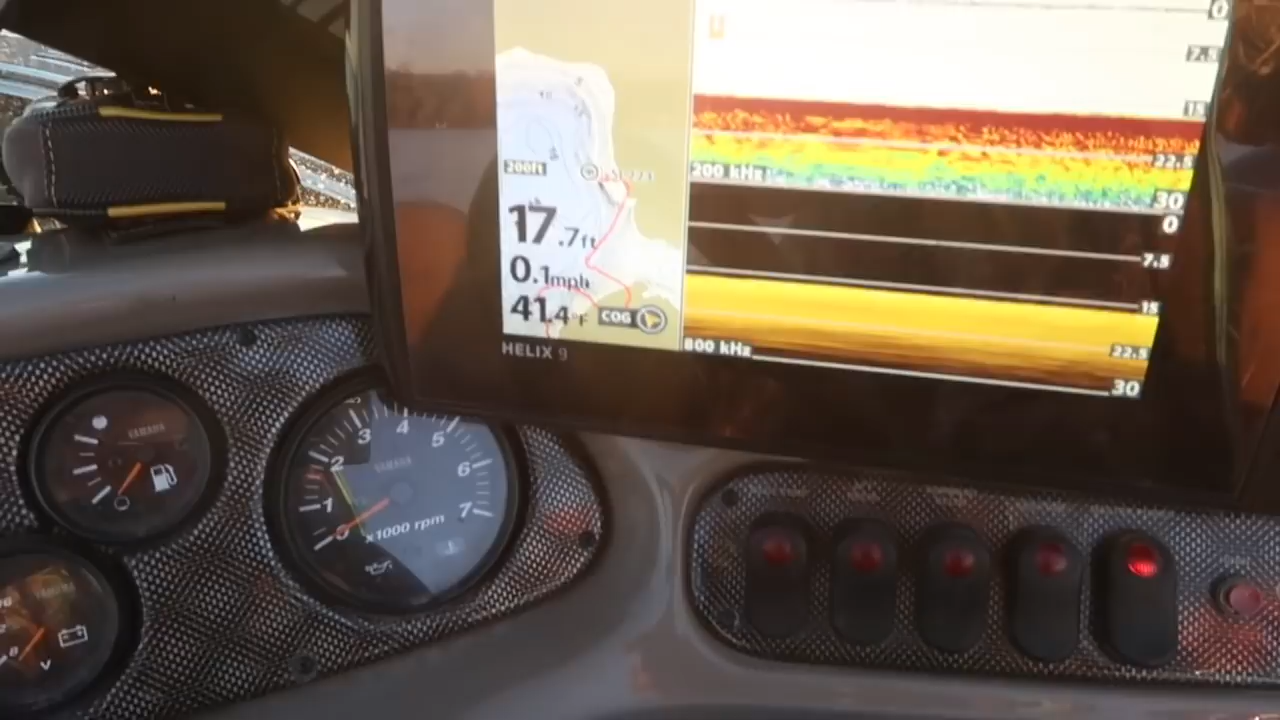 0
7.5
15
22.5
200 kHz
30
0
7.5
15
22.5
800 kHz
30
200ft
17.7ft
0.1mph
41.4°F
COG
HELIX 9
YAMAHA
YAMAHA
1
2
3
4
5
6
7
x1000 rpm
8
V